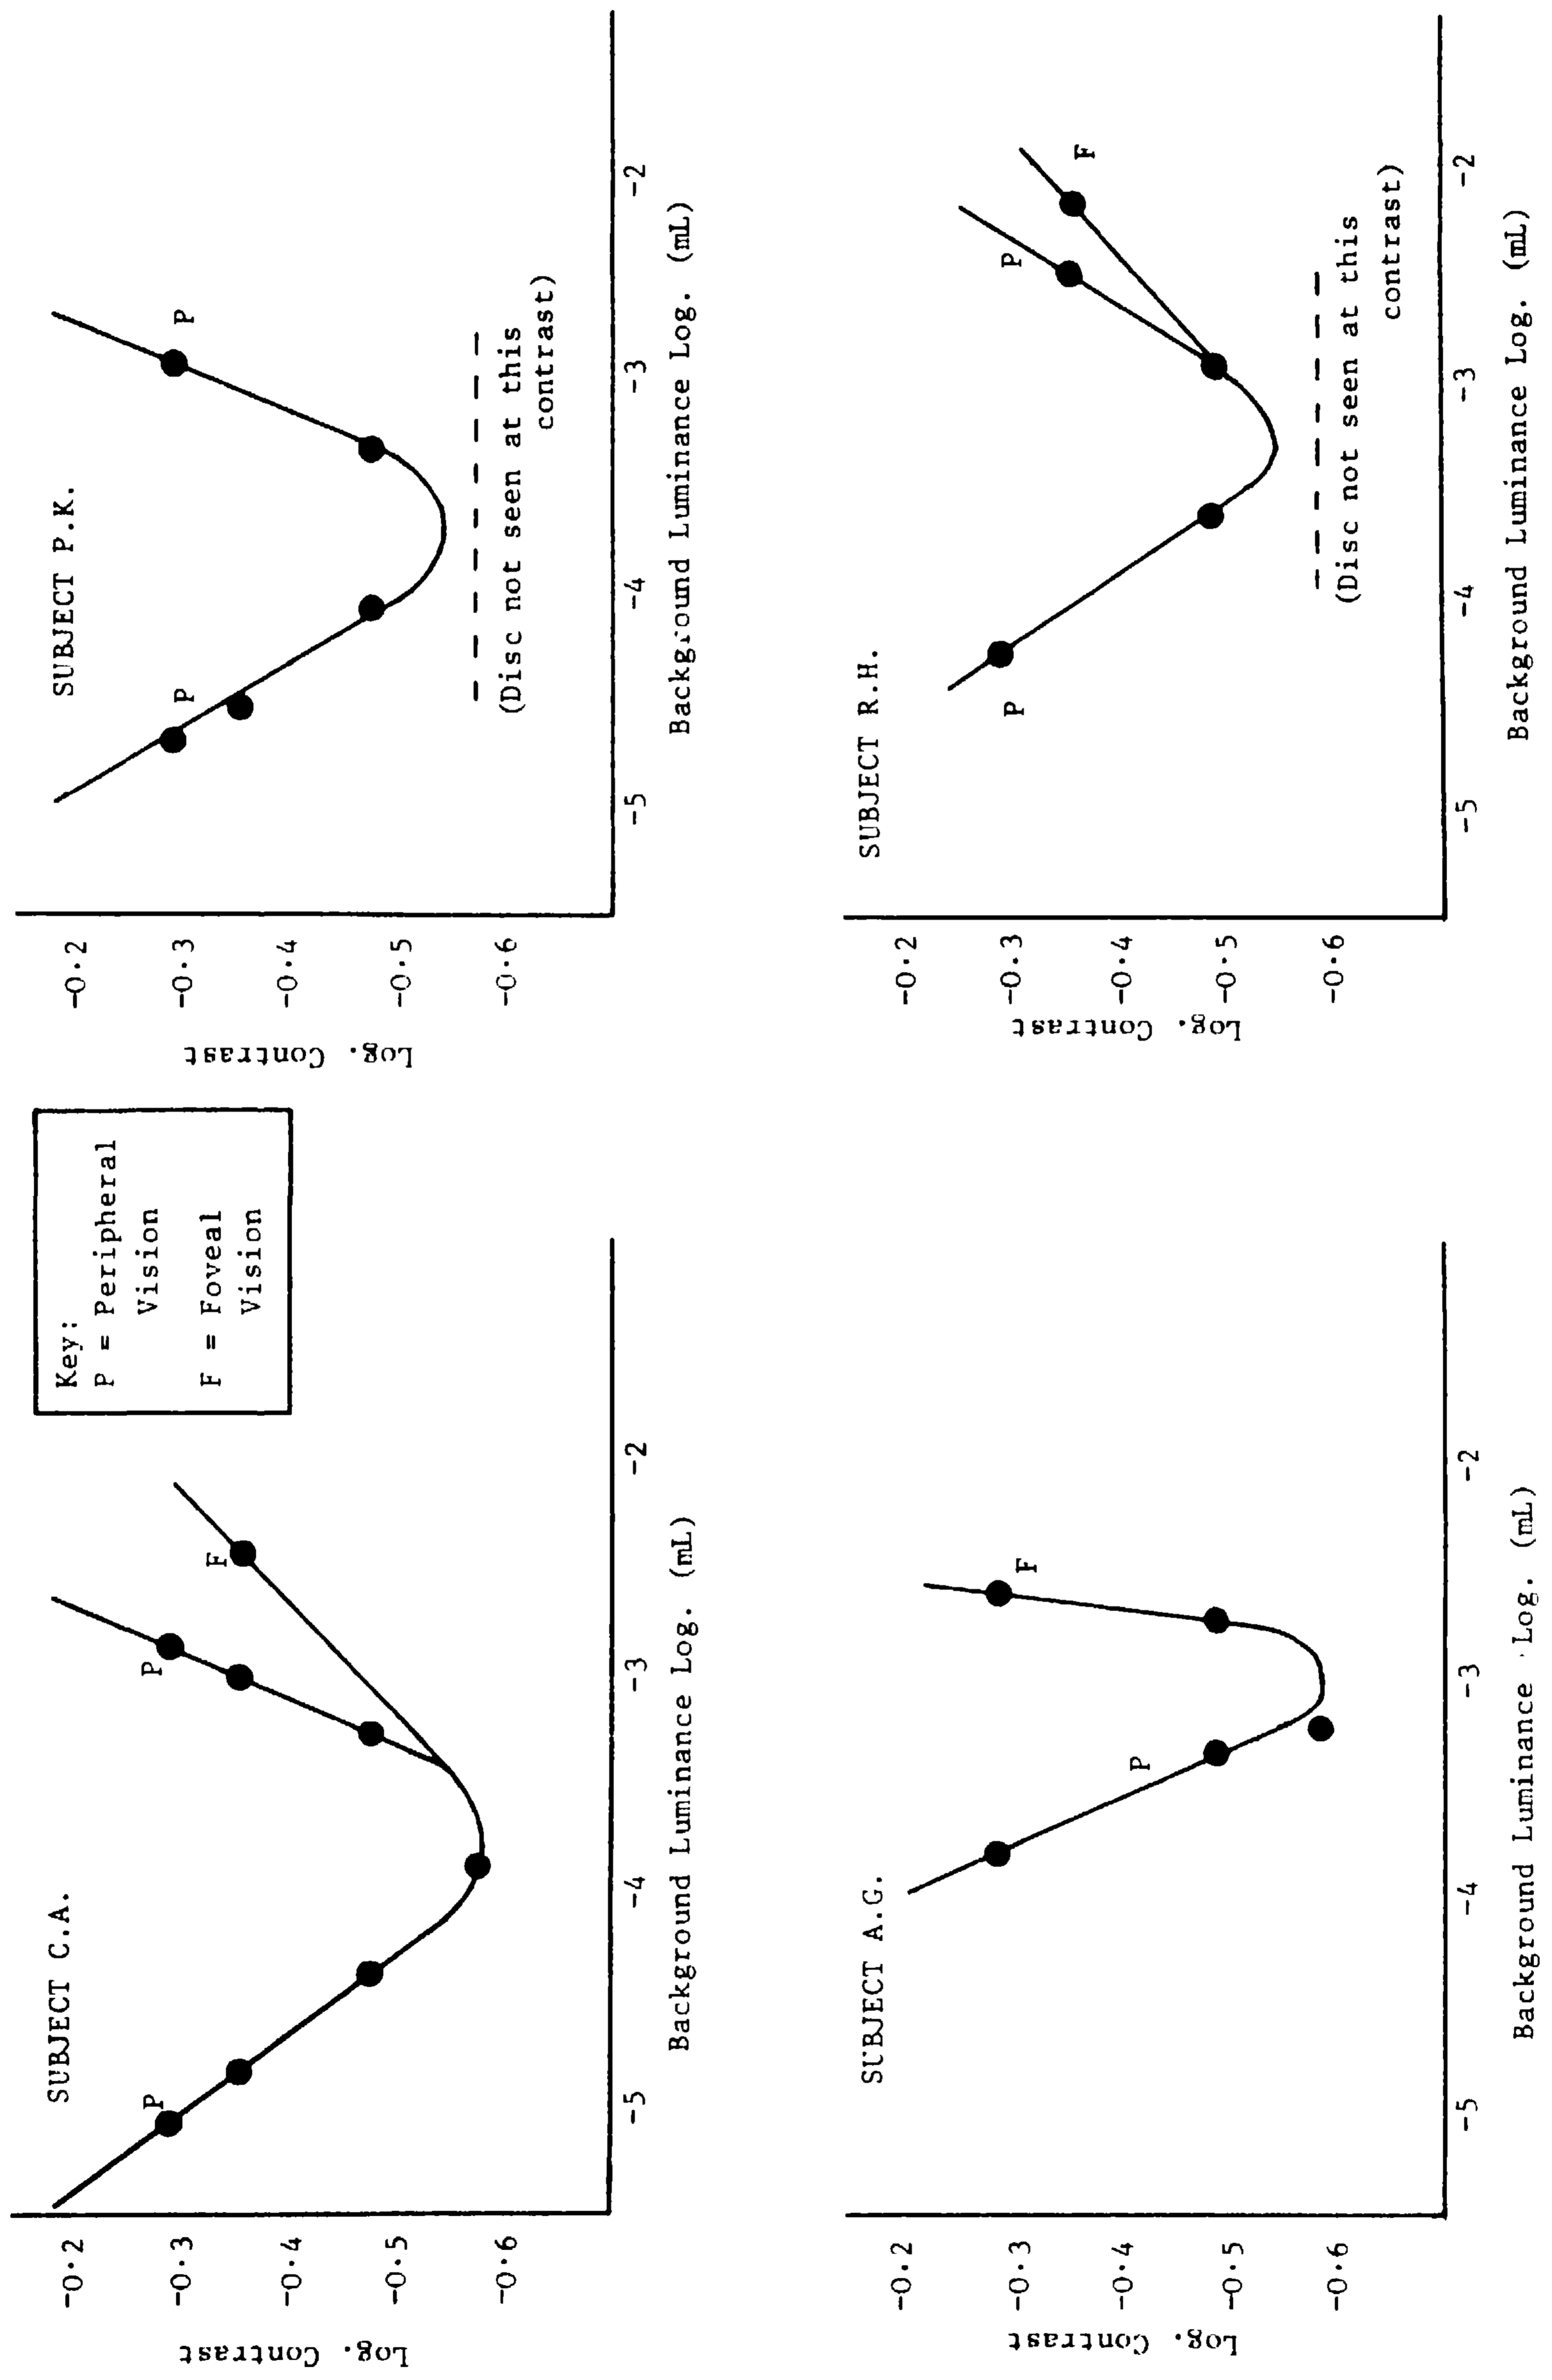 SUBJECT C.A.
P
P
F
-0.2
-0.3
-0.4
-0.5
-0.6
Log. Contrast
-5
-4
-3
-2
Background Luminance Log. (mL)
Key:
P = Peripheral
Vision
F = Foveal
Vision
SUBJECT P.K.
P
P
-0.2
-0.3
-0.4
-0.5
-0.6
Log. Contrast
(Disc not seen at this
contrast)
-5
-4
-3
-2
Background Luminance Log. (mL)
SUBJECT A.G.
P
F
-0.2
-0.3
-0.4
-0.5
-0.6
Log. Contrast
-5
-4
-3
-2
Background Luminance Log. (mL)
SUBJECT R.H.
P
P
F
-0.2
-0.3
-0.4
-0.5
-0.6
Log. Contrast
(Disc not seen at this
contrast)
-5
-4
-3
-2
Background Luminance Log. (mL)